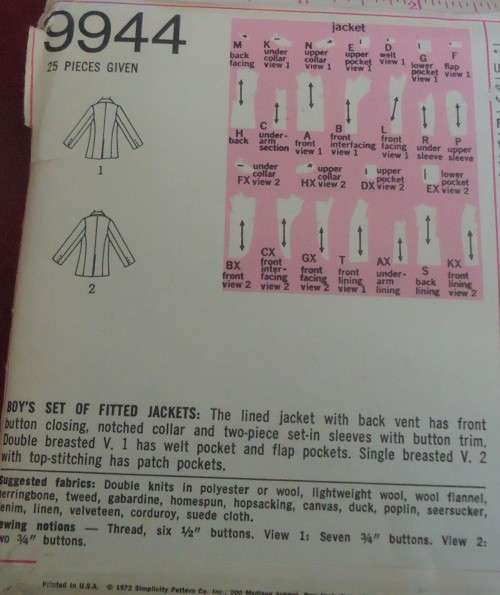 9944
25 PIECES GIVEN
1
2
jacket
M back facing
K under collar view 1
N upper collar view 1
E upper pocket view 1
D welt view 1
G lower pocket view 1
F flap view 1
H back
C under-arm section
A front view 1
B front interfacing view 1
L front facing view 1
R under sleeve
P upper sleeve
under collar FX view 2
upper collar HX view 2
upper pocket DX view 2
lower pocket EX view 2
BX front view 2
CX front inter-facing view 2
GX front facing view 2
T front lining view 1
AX under-arm lining
S back lining
KX front lining view 2
BOY'S SET OF FITTED JACKETS: The lined jacket with back vent has front
button closing, notched collar and two-piece set-in sleeves with button trim.
Double breasted V. 1 has welt pocket and flap pockets. Single breasted V. 2
with top-stitching has patch pockets.
Suggested fabrics: Double knits in polyester or wool, lightweight wool, wool flannel,
herringbone, tweed, gabardine, homespun, hopsacking, canvas, duck, poplin, seersucker,
denim, linen, velveteen, corduroy, suede cloth.
Sewing notions — Thread, six ½" buttons. View 1: Seven ¾" buttons. View 2:
two ¾" buttons.
Printed in U.S.A. © 1972 Simplicity Pattern Co. Inc., 200 Madison